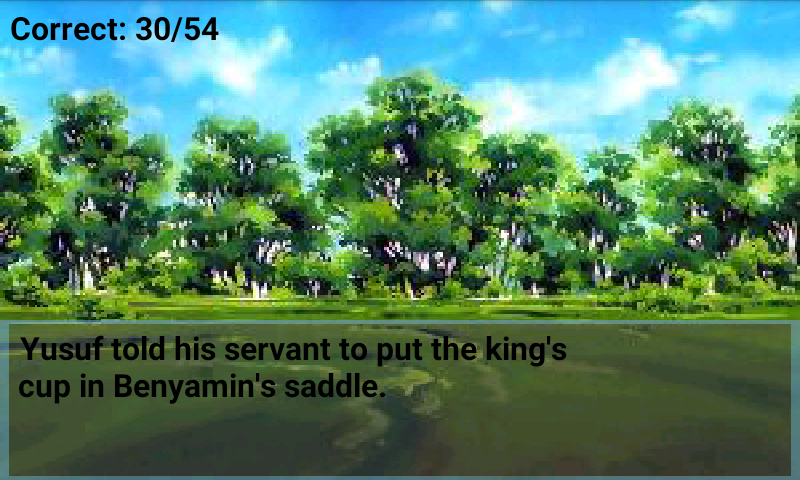 Correct: 30/54
Yusuf told his servant to put the king's
cup in Benyamin's saddle.